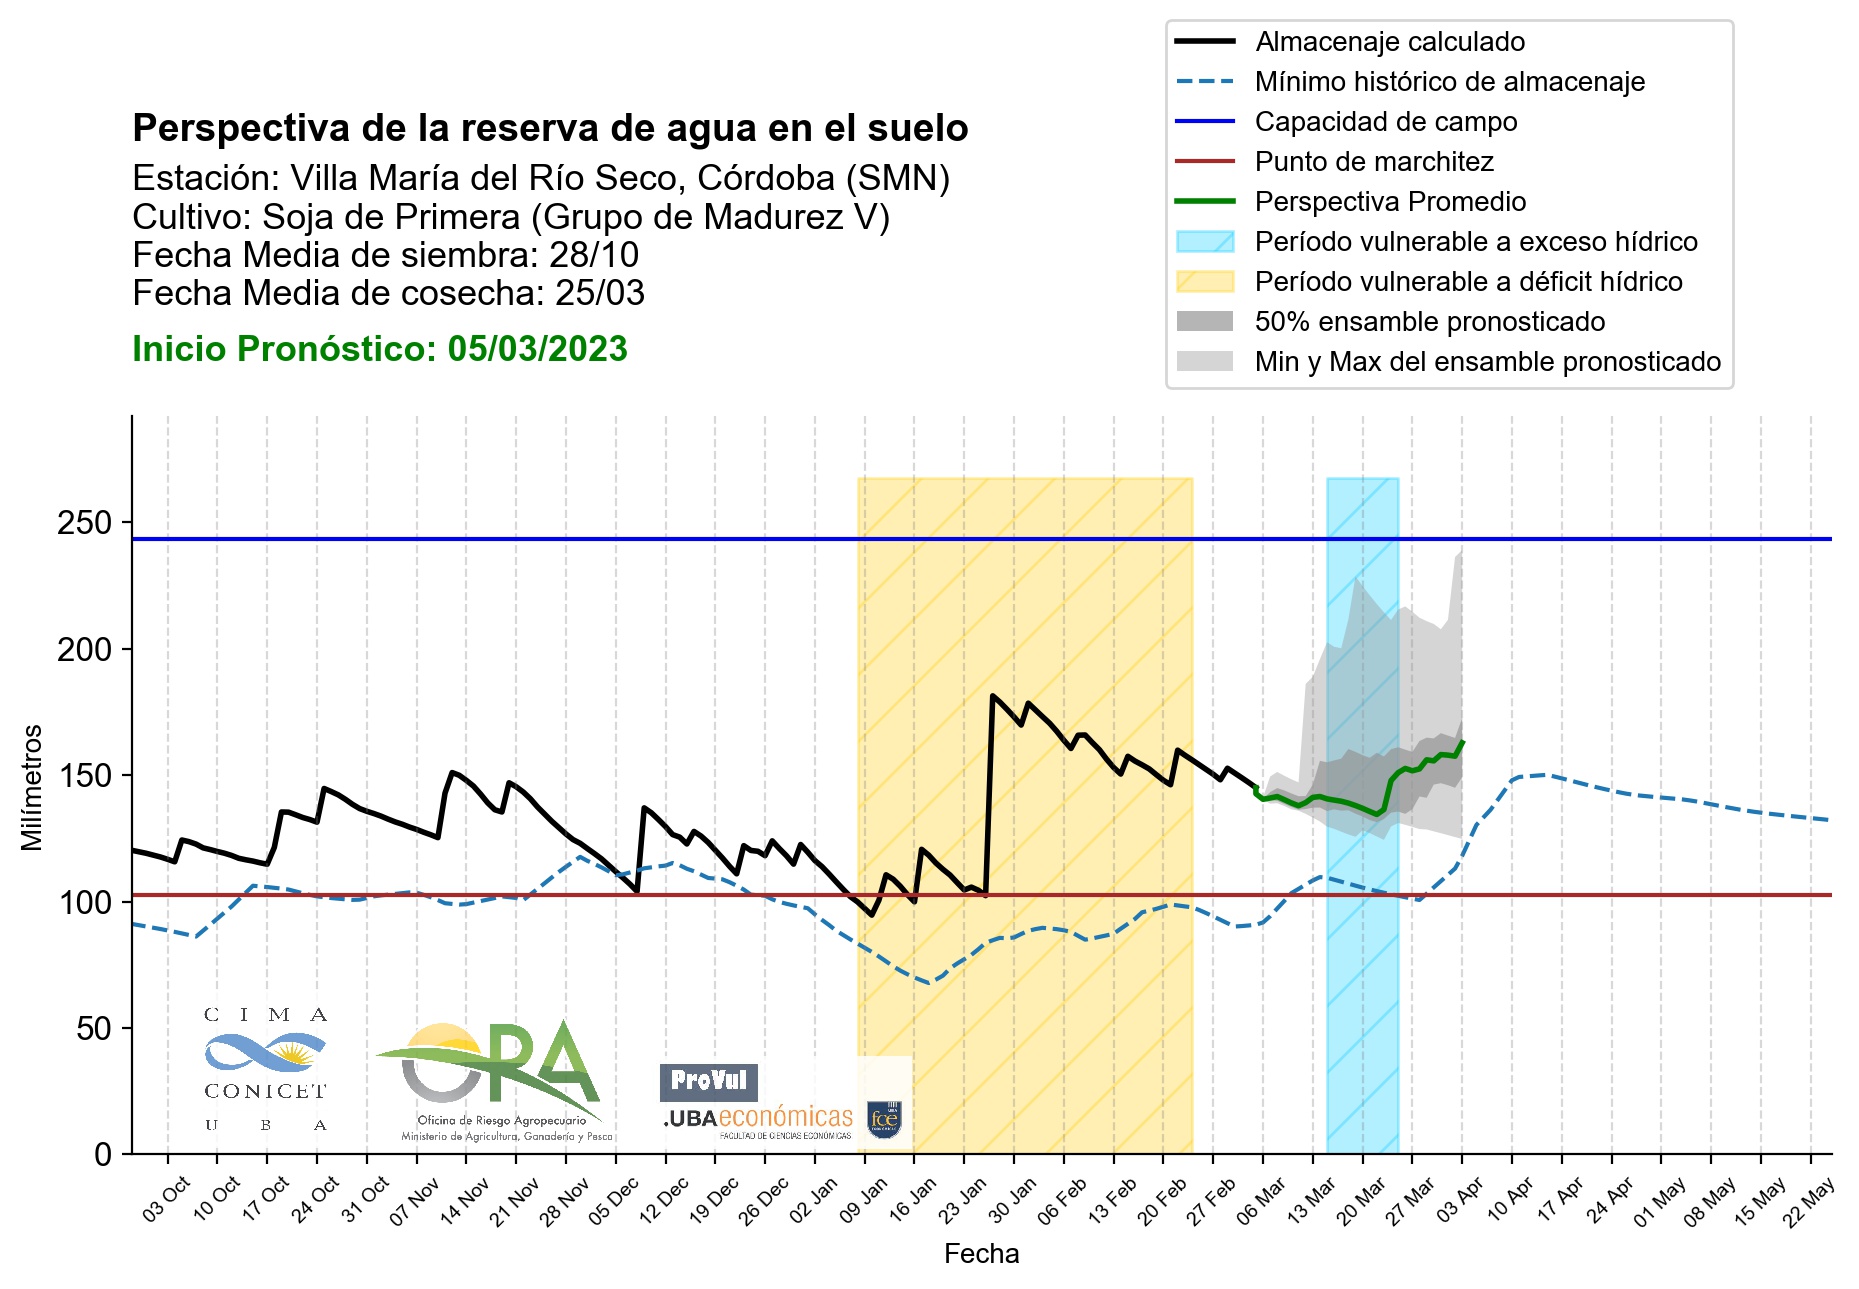 Almacenaje calculado
Mínimo histórico de almacenaje
Capacidad de campo
Punto de marchitez
Perspectiva Promedio
Período vulnerable a exceso hídrico
Período vulnerable a déficit hídrico
50% ensamble pronosticado
Min y Max del ensamble pronosticado
Perspectiva de la reserva de agua en el suelo
Estación: Villa María del Río Seco, Córdoba (SMN)
Cultivo: Soja de Primera (Grupo de Madurez V)
Fecha Media de siembra: 28/10
Fecha Media de cosecha: 25/03
Inicio Pronóstico: 05/03/2023
Milímetros
250
200
150
100
50
0
CIMA
CONICET
UBA
ORA
Oficina de Riesgo Agropecuario
Ministerio de Agricultura, Ganadería y Pesca
ProVul
.UBAeconómicas
FACULTAD DE CIENCIAS ECONÓMICAS
fce
03 Oct
10 Oct
17 Oct
24 Oct
31 Oct
07 Nov
14 Nov
21 Nov
28 Nov
05 Dec
12 Dec
19 Dec
26 Dec
02 Jan
09 Jan
16 Jan
23 Jan
30 Jan
06 Feb
13 Feb
20 Feb
27 Feb
06 Mar
13 Mar
20 Mar
27 Mar
03 Apr
10 Apr
17 Apr
24 Apr
01 May
08 May
15 May
22 May
Fecha